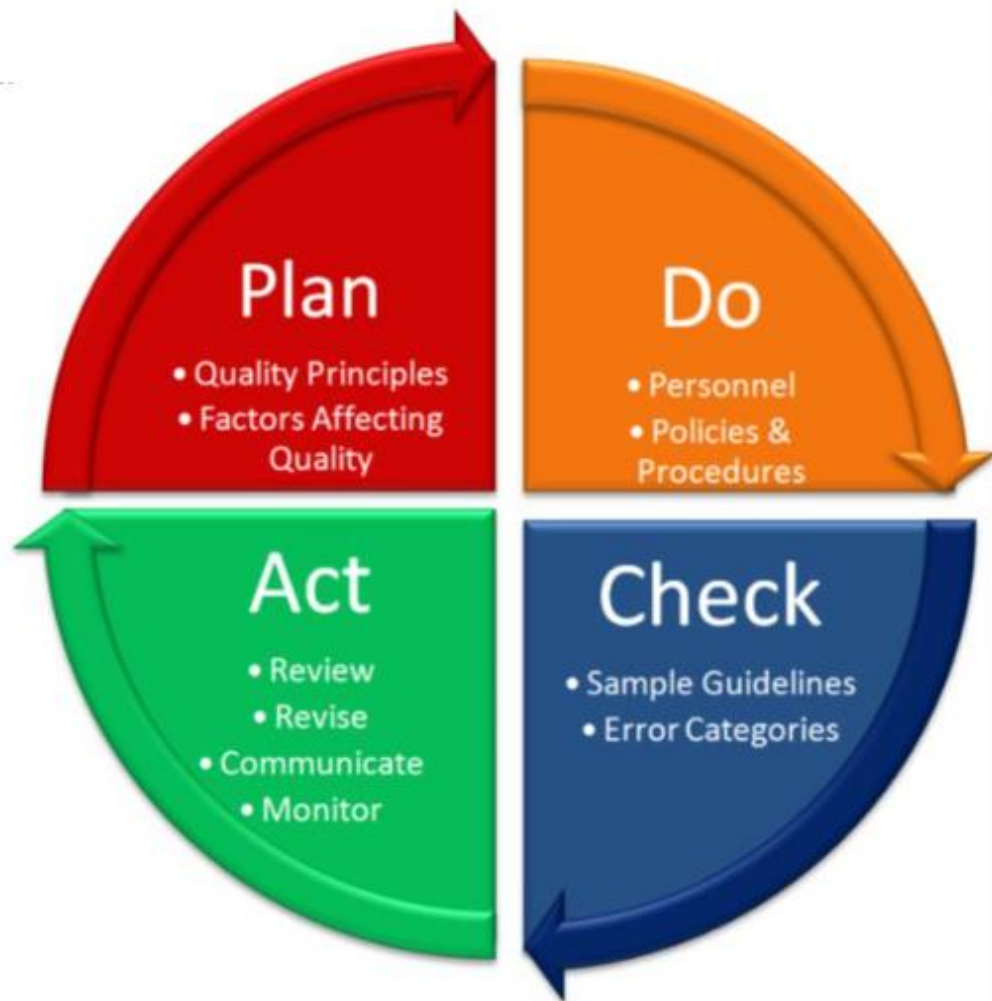 Plan
• Quality Principles
• Factors Affecting
Quality
Do
• Personnel
• Policies &
Procedures
Act
• Review
• Revise
• Communicate
• Monitor
Check
• Sample Guidelines
• Error Categories